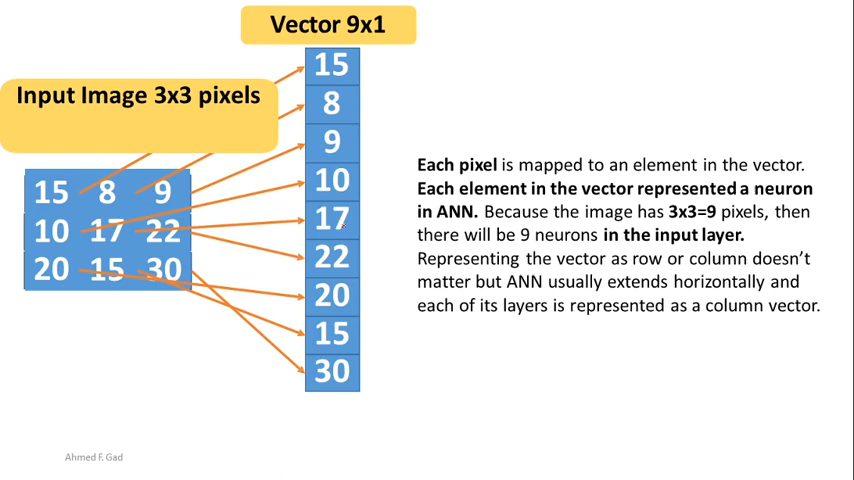 Vector 9x1
Input Image 3x3 pixels
15 8 9
10 17 22
20 15 30
15
8
9
10
17
22
20
15
30
Each pixel is mapped to an element in the vector.
Each element in the vector represented a neuron
in ANN. Because the image has 3x3=9 pixels, then
there will be 9 neurons in the input layer.
Representing the vector as row or column doesn’t
matter but ANN usually extends horizontally and
each of its layers is represented as a column vector.
Ahmed F. Gad